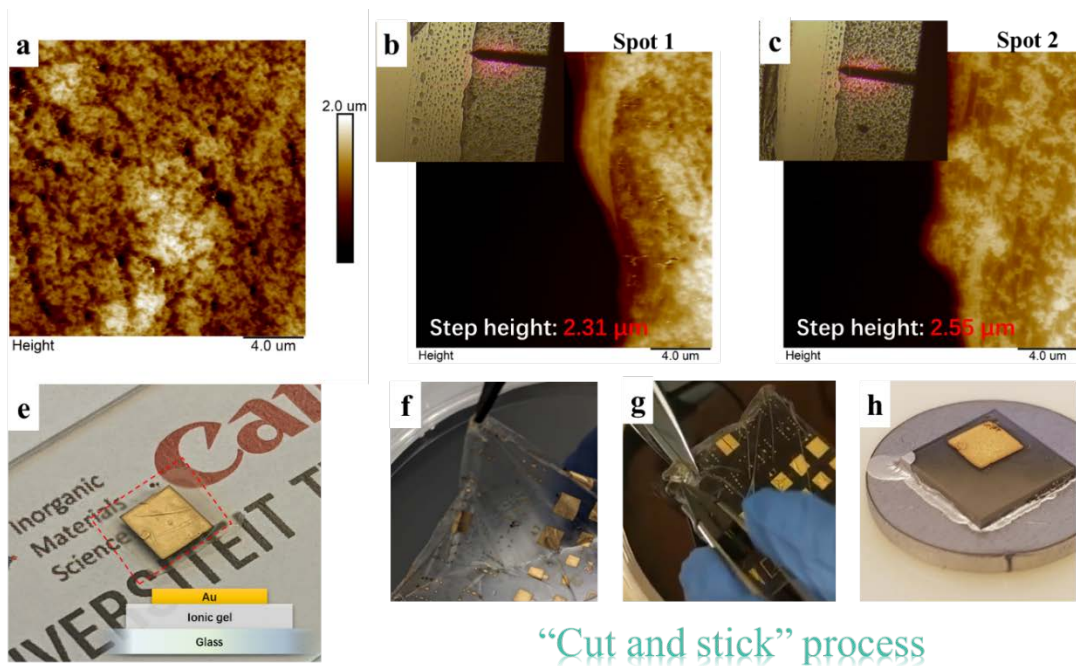 a
2.0 um
Height
4.0 um
b
Spot 1
Step height: 2.31 μm
Height
4.0 um
c
Spot 2
Step height: 2.55 μm
Height
4.0 um
e
Can
Inorganic
Materials
Science
IVERSITEIT T
Au
Ionic gel
Glass
f
g
h
“Cut and stick” process